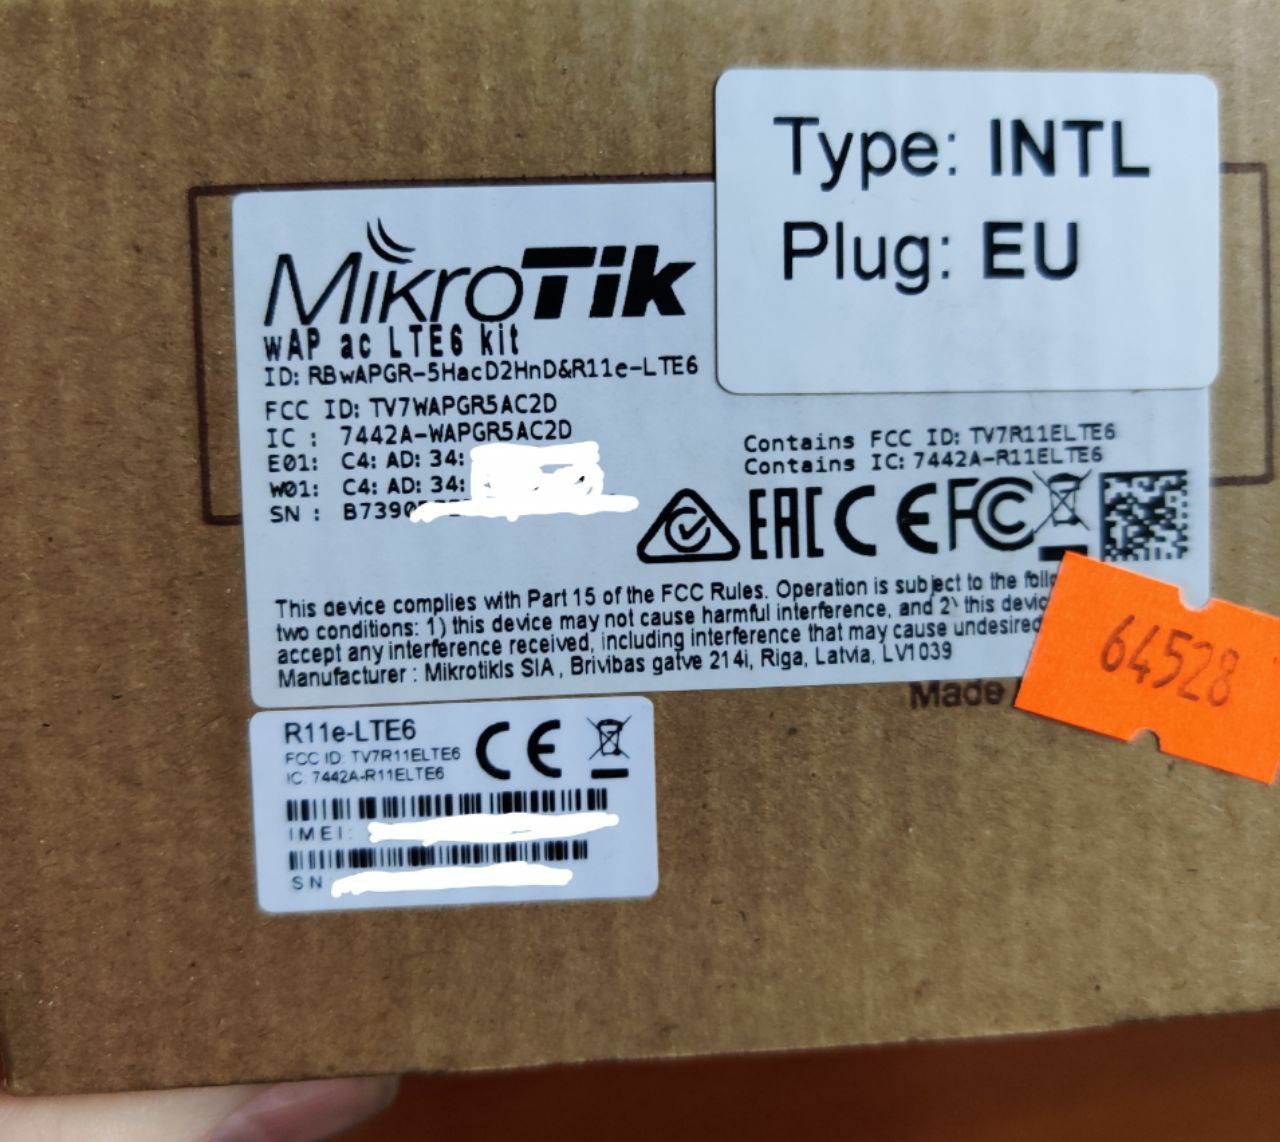 Type: INTL
Plug: EU
MikroTik
wAP ac LTE6 kit
ID: RBwAPGR-5HacD2HnD&R11e-LTE6
FCC ID: TV7WAPGR5AC2D
IC : 7442A-WAPGR5AC2D
E01: C4: AD: 34:
W01: C4: AD: 34:
SN : B7390
Contains FCC ID: TV7R11ELTE6
Contains IC: 7442A-R11ELTE6
EAC CE FC
This device complies with Part 15 of the FCC Rules. Operation is subject to the
two conditions: 1) this device may not cause harmful interference, and 2) this
accept any interference received, including interference that may cause undesired
Manufacturer : Mikrotikls SIA, Brivibas gatve 214i, Riga, Latvia, LV1039
64528
Made
R11e-LTE6
FCC ID: TV7R11ELTE6
IC: 7442A-R11ELTE6
CE
IMEI:
SN